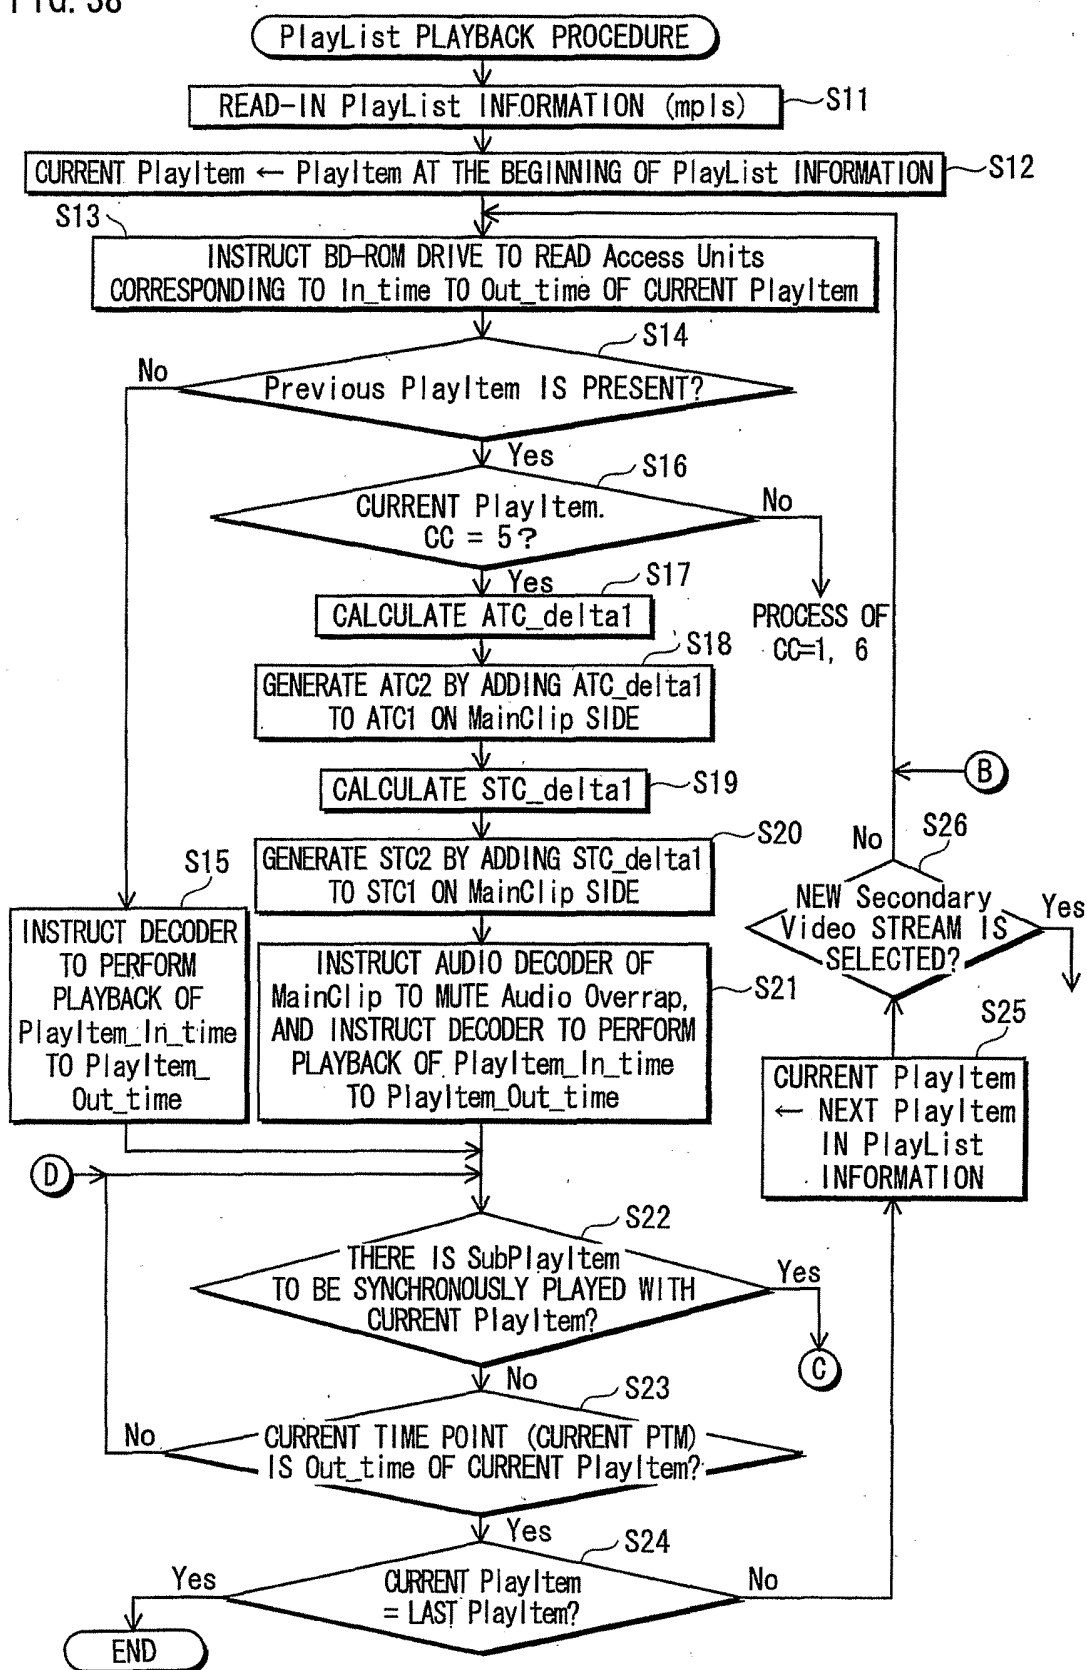 FIG. 38
PlayList PLAYBACK PROCEDURE
READ-IN PlayList INFORMATION (mpls)
S11
CURRENT PlayItem ← PlayItem AT THE BEGINNING OF PlayList INFORMATION
S12
S13
INSTRUCT BD-ROM DRIVE TO READ Access Units
CORRESPONDING TO In_time TO Out_time OF CURRENT PlayItem
S14
No
Previous PlayItem IS PRESENT?
Yes
S16
CURRENT PlayItem.
CC = 5?
No
Yes
S17
CALCULATE ATC_delta1
PROCESS OF
CC=1, 6
S18
GENERATE ATC2 BY ADDING ATC_delta1
TO ATC1 ON MainClip SIDE
CALCULATE STC_delta1
S19
B
S20
GENERATE STC2 BY ADDING STC_delta1
TO STC1 ON MainClip SIDE
S15
INSTRUCT DECODER
TO PERFORM
PLAYBACK OF
PlayItem_In_time
TO PlayItem_
Out_time
INSTRUCT AUDIO DECODER OF
MainClip TO MUTE Audio Overrap,
AND INSTRUCT DECODER TO PERFORM
PLAYBACK OF PlayItem_In_time
TO PlayItem_Out_time
S21
No
S26
NEW Secondary
Video STREAM IS
SELECTED?
Yes
S25
CURRENT PlayItem
← NEXT PlayItem
IN PlayList
INFORMATION
D
S22
THERE IS SubPlayItem
TO BE SYNCHRONOUSLY PLAYED WITH
CURRENT PlayItem?
Yes
C
No
S23
No
CURRENT TIME POINT (CURRENT PTM)
IS Out_time OF CURRENT PlayItem?
Yes
S24
Yes
CURRENT PlayItem
= LAST PlayItem?
No
END